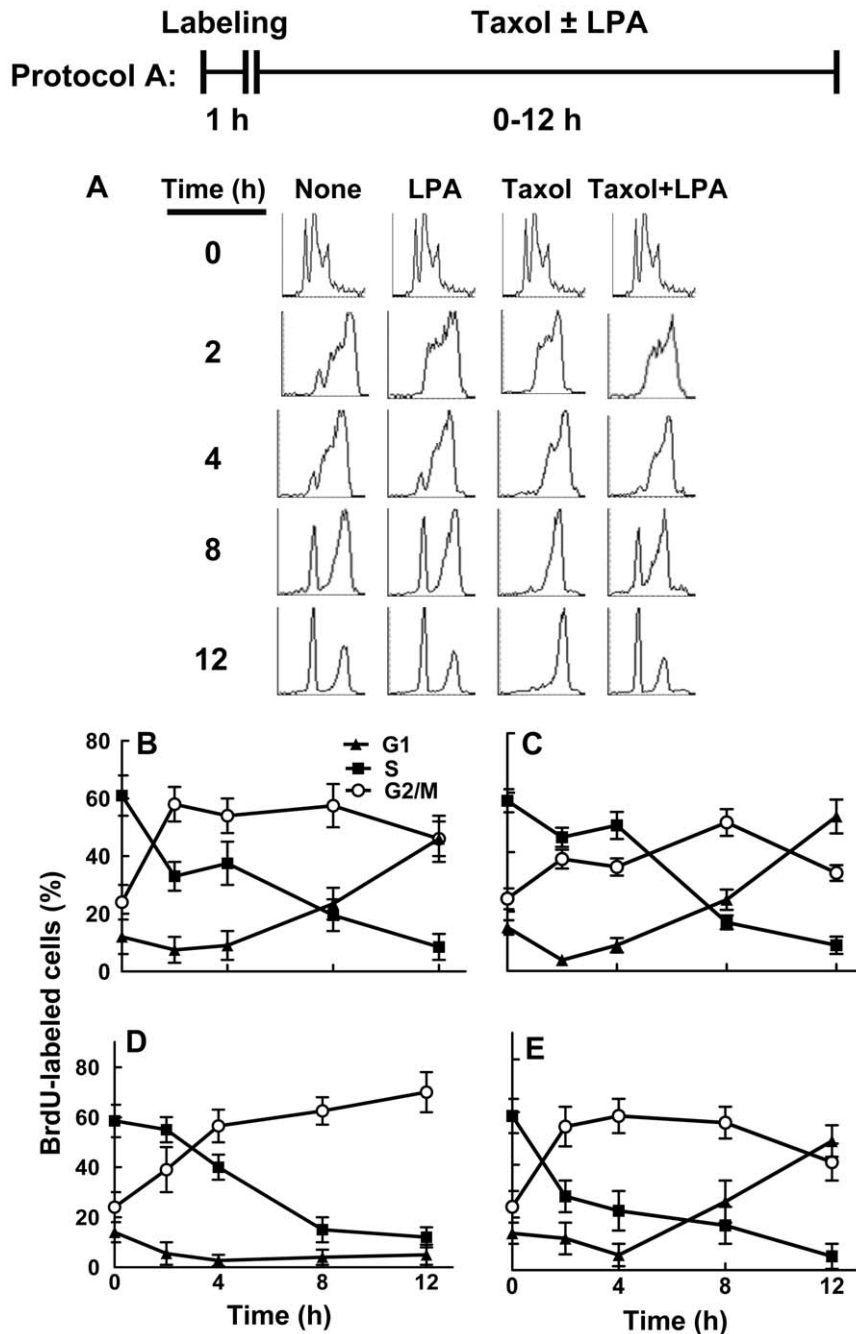 Labeling Taxol ± LPA
Protocol A:
1 h 0-12 h
A Time (h) None LPA Taxol Taxol+LPA
0
2
4
8
12
B C
G1
S
G2/M
80
60
40
20
0
D E
80
60
40
20
0
BrdU-labeled cells (%)
0 4 8 12 0 4 8 12
Time (h) Time (h)